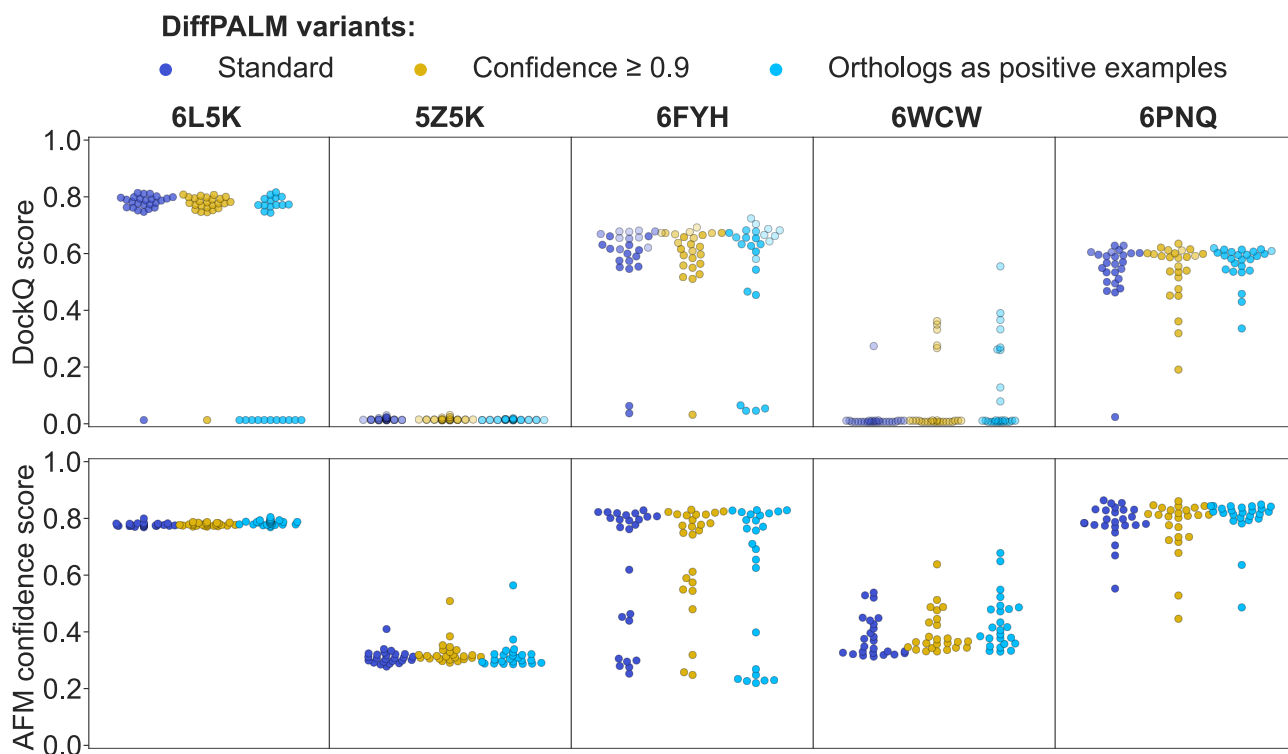 DiffPALM variants:
Standard Confidence ≥ 0.9 Orthologs as positive examples
6L5K 5Z5K 6FYH 6WCW 6PNQ
DockQ score
1.0
0.8
0.6
0.4
0.2
0.0
AFM confidence score
1.0
0.8
0.6
0.4
0.2
0.0